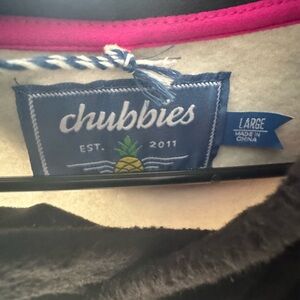 chubbies
EST. 2011
LARGE
MADE IN
CHINA